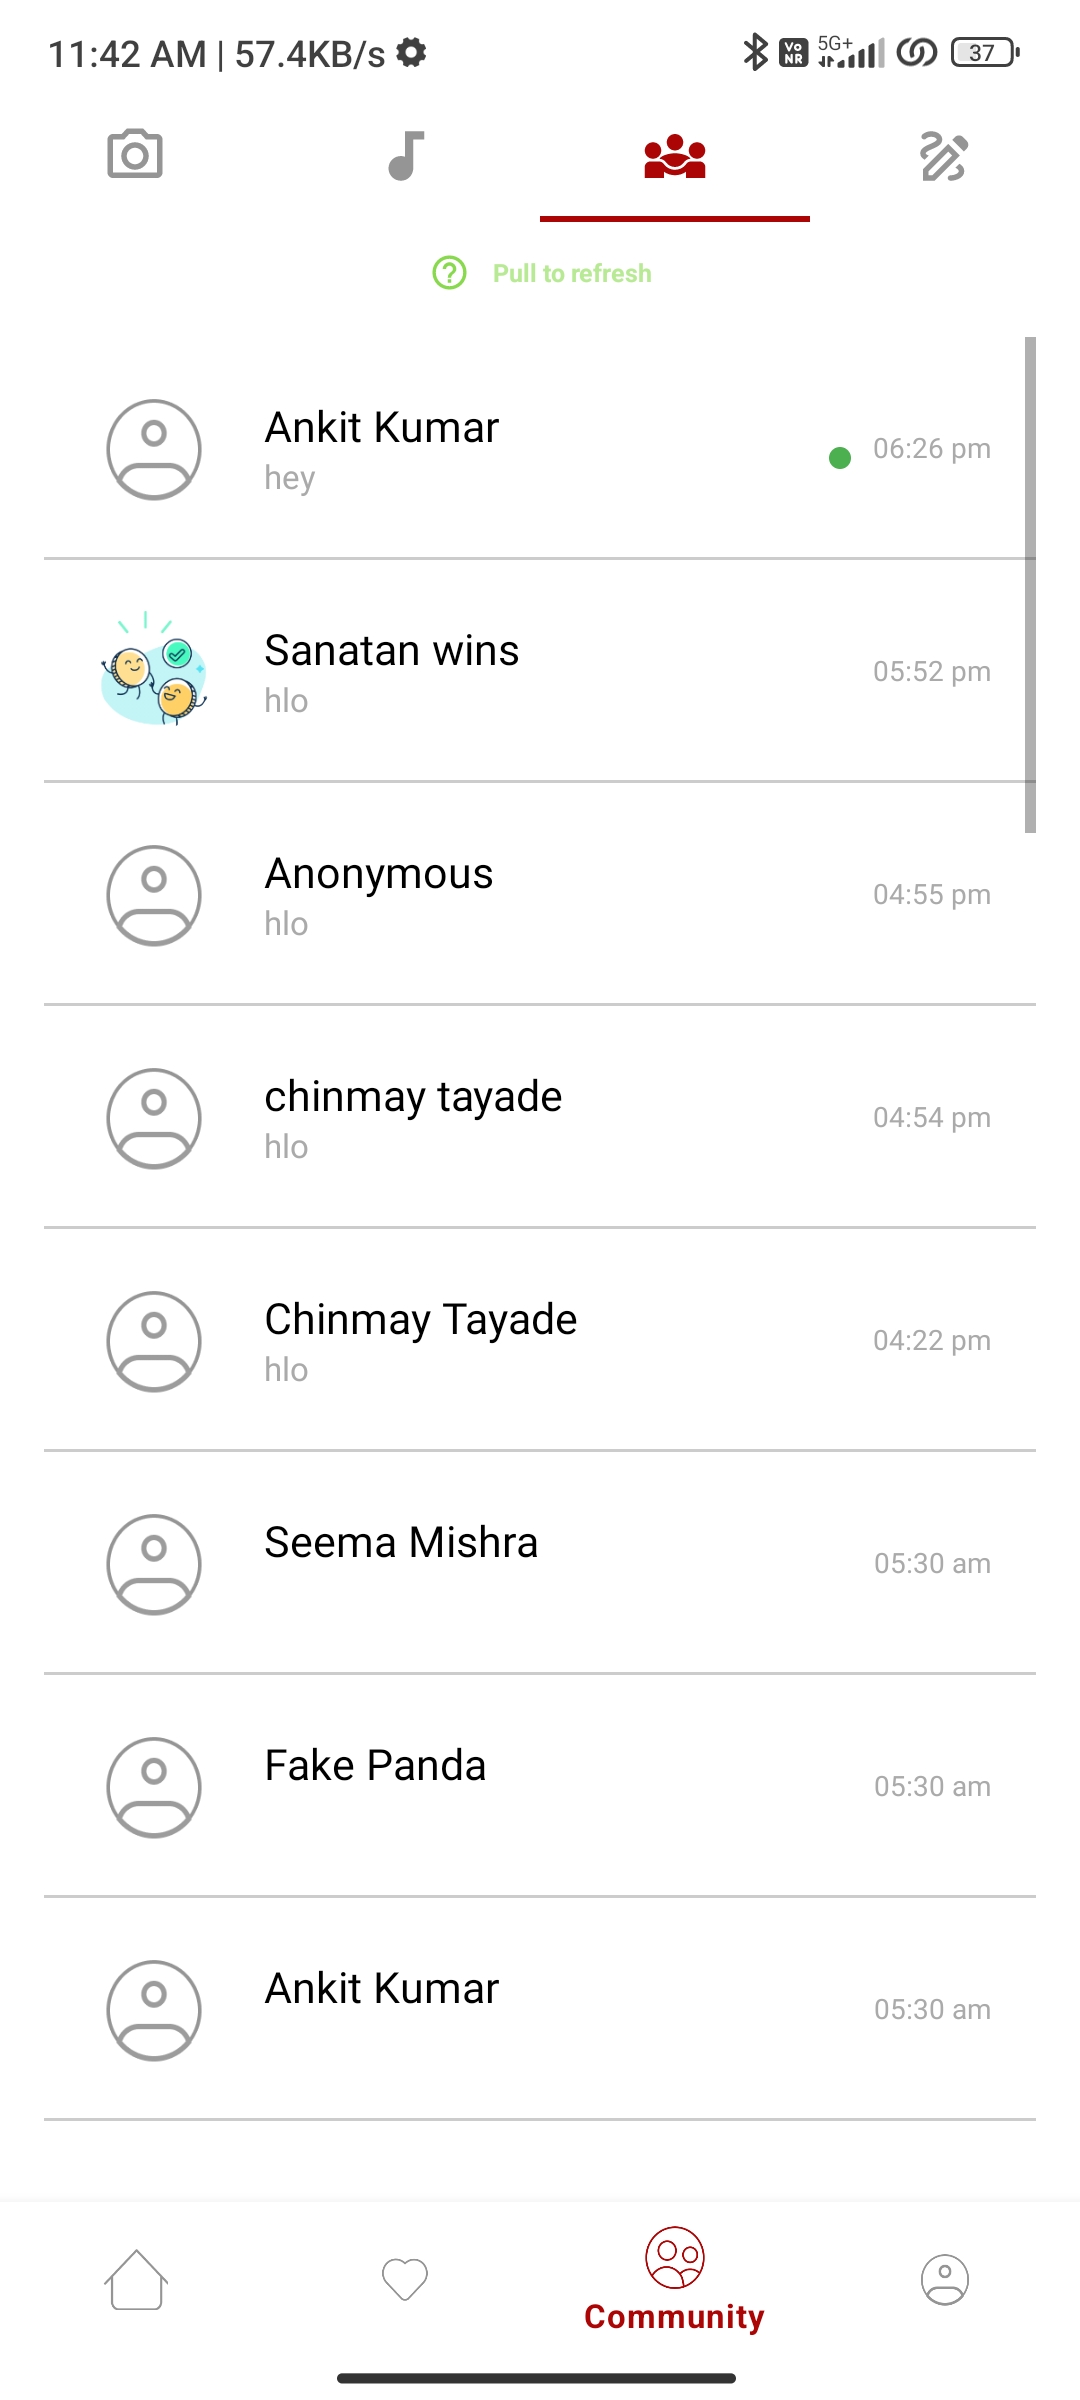 11:42 AM | 57.4KB/s
Vo NR 5G+ 37
Pull to refresh
Ankit Kumar
hey
06:26 pm
Sanatan wins
hlo
05:52 pm
Anonymous
hlo
04:55 pm
chinmay tayade
hlo
04:54 pm
Chinmay Tayade
hlo
04:22 pm
Seema Mishra
05:30 am
Fake Panda
05:30 am
Ankit Kumar
05:30 am
Community